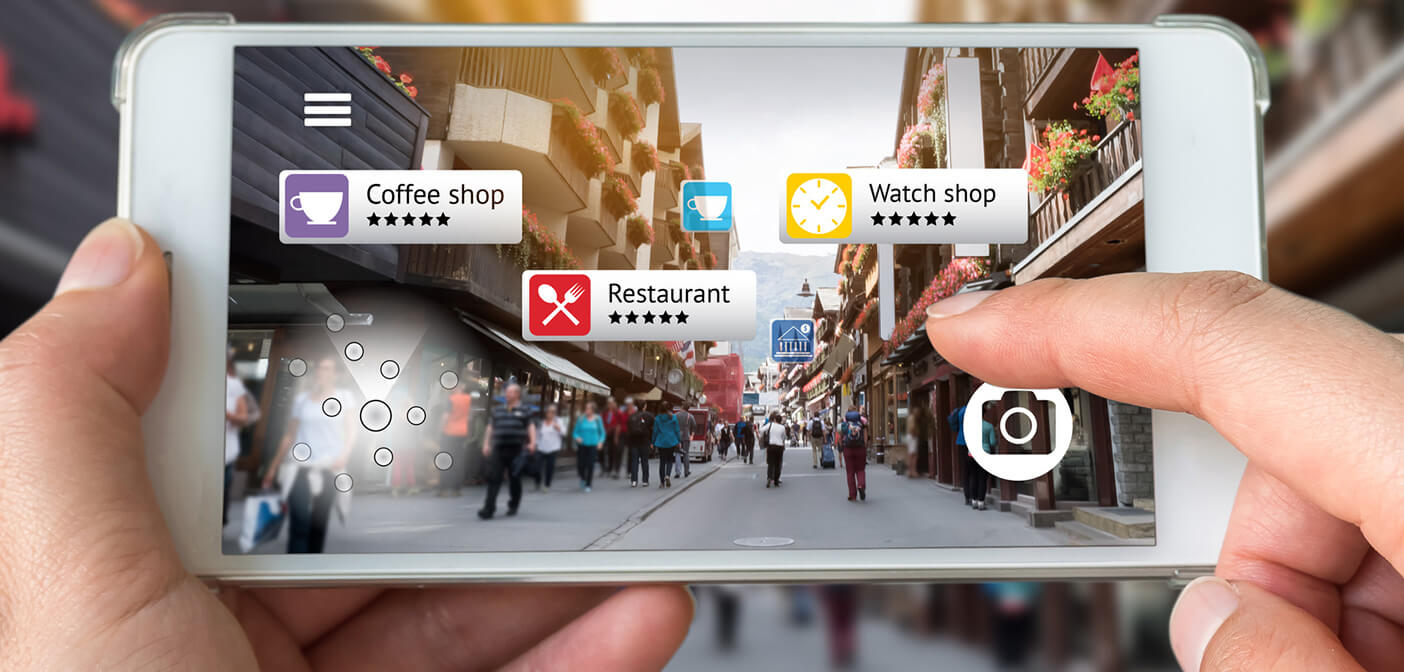 Coffee shop
Watch shop
Restaurant